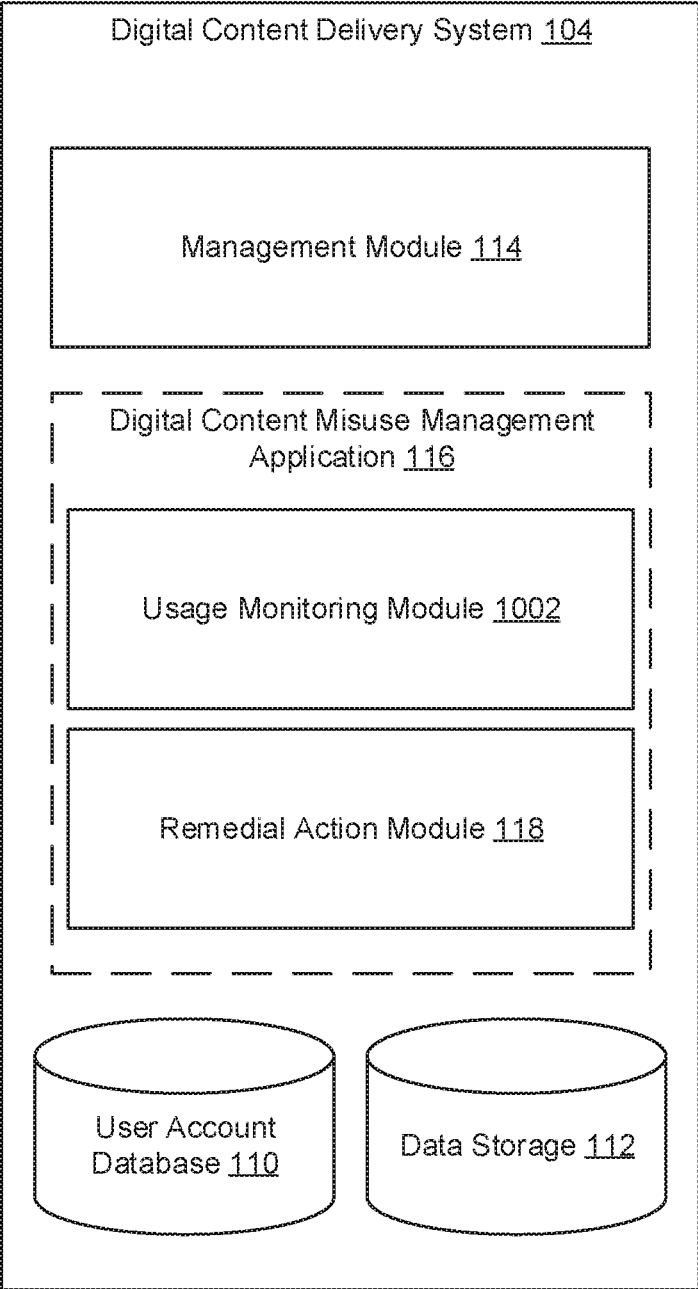 Digital Content Delivery System 104
Management Module 114
Digital Content Misuse Management
Application 116
Usage Monitoring Module 1002
Remedial Action Module 118
User Account
Database 110
Data Storage 112